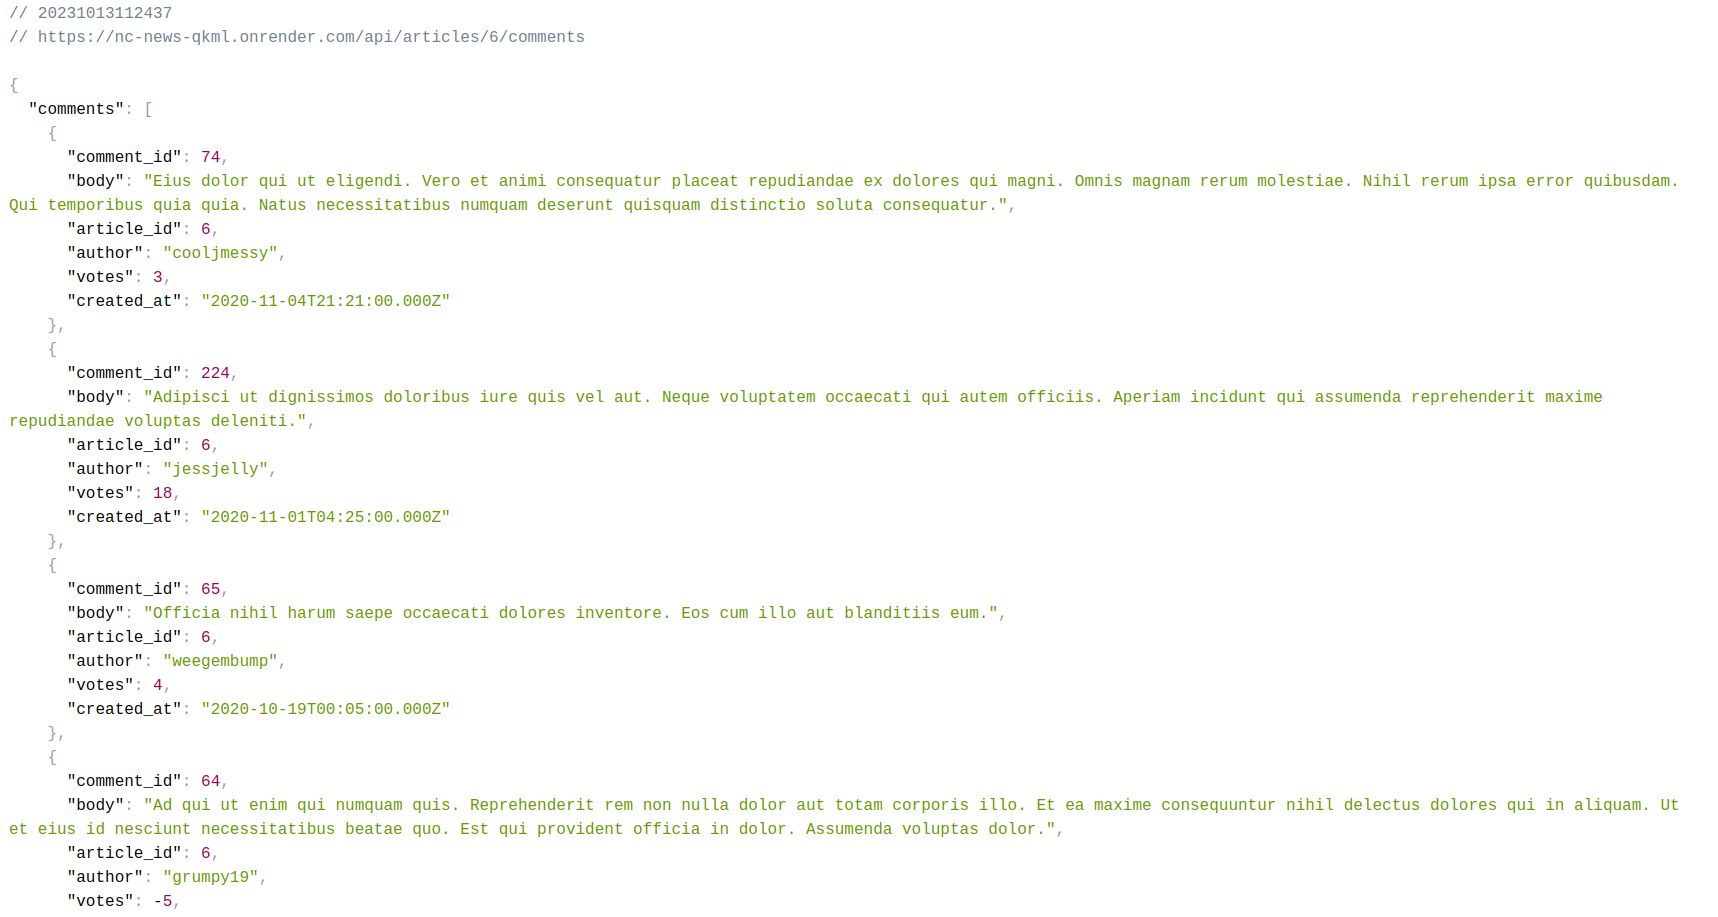 // 20231013112437
// https://nc-news-qkml.onrender.com/api/articles/6/comments
{
"comments": [
{
"comment_id": 74,
"body": "Eius dolor qui ut eligendi. Vero et animi consequatur placeat repudiandae ex dolores qui magni. Omnis magnam rerum molestiae. Nihil rerum ipsa error quibusdam.
Qui temporibus quia quia. Natus necessitatibus numquam deserunt quisquam distinctio soluta consequatur.",
"article_id": 6,
"author": "cooljmessy",
"votes": 3,
"created_at": "2020-11-04T21:21:00.000Z"
},
{
"comment_id": 224,
"body": "Adipisci ut dignissimos doloribus iure quis vel aut. Neque voluptatem occaecati qui autem officiis. Aperiam incidunt qui assumenda reprehenderit maxime
repudiandae voluptas deleniti.",
"article_id": 6,
"author": "jessjelly",
"votes": 18,
"created_at": "2020-11-01T04:25:00.000Z"
},
{
"comment_id": 65,
"body": "Officia nihil harum saepe occaecati dolores inventore. Eos cum illo aut blanditiis eum.",
"article_id": 6,
"author": "weegembump",
"votes": 4,
"created_at": "2020-10-19T00:05:00.000Z"
},
{
"comment_id": 64,
"body": "Ad qui ut enim qui numquam quis. Reprehenderit rem non nulla dolor aut totam corporis illo. Et ea maxime consequuntur nihil delectus dolores qui in aliquam. Ut
et eius id nesciunt necessitatibus beatae quo. Est qui provident officia in dolor. Assumenda voluptas dolor.",
"article_id": 6,
"author": "grumpy19",
"votes": -5,